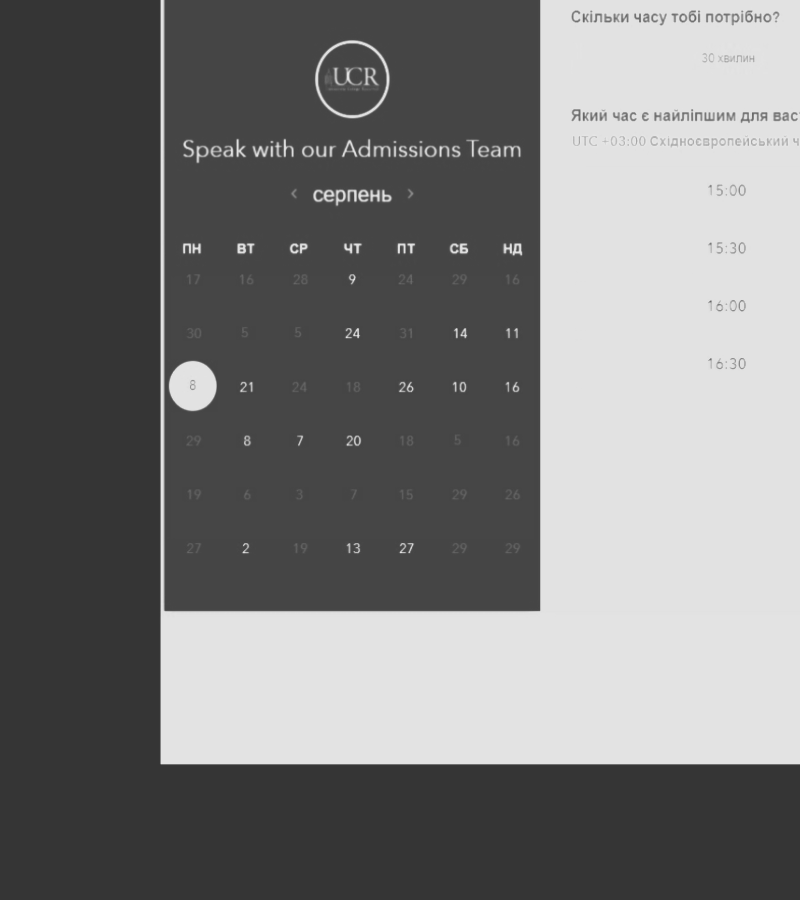 UCR
Speak with our Admissions Team
< серпень >
ПН ВТ СР ЧТ ПТ СБ НД
17 16 28 9 24 29 16
30 5 5 24 31 14 11
8 21 24 18 26 10 16
29 8 7 20 18 5 16
19 6 3 7 15 29 26
27 2 19 13 27 29 29
Скільки часу тобі потрібно?
30 хвилин
Який час є найліпшим для вас
UTC +03:00 Східноєвропейський ч
15:00
15:30
16:00
16:30